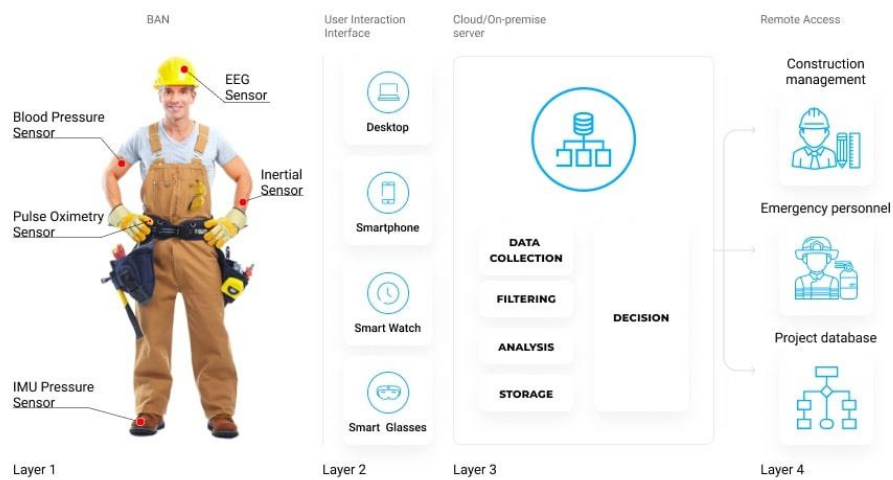 BAN
User Interaction
Interface
Cloud/On-premise
server
Remote Access
EEG
Sensor
Blood Pressure
Sensor
Inertial
Sensor
Pulse Oximetry
Sensor
IMU Pressure
Sensor
Layer 1
Desktop
Smartphone
Smart Watch
Smart Glasses
Layer 2
DATA
COLLECTION
FILTERING
ANALYSIS
STORAGE
DECISION
Layer 3
Construction
management
Emergency personnel
Project database
Layer 4